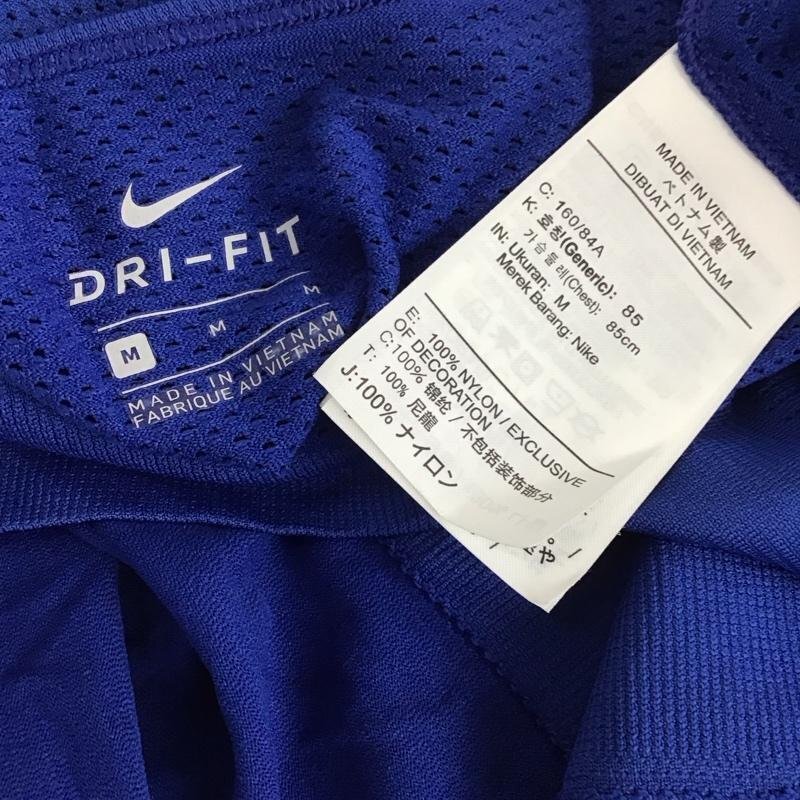 DRI-FIT
M M M
MADE IN VIETNAM
FABRIQUE AU VIETNAM
MADE IN VIETNAM
ベトナム製
DIBUAT DI VIETNAM
C: 160/84A
K: 호칭(Generic): 85
가슴둘레(Chest): 85cm
IN: Ukuran: M
Merek Barang: Nike
E: 100% NYLON / EXCLUSIVE
OF DECORATION
C:100% 锦纶 / 不包括装饰部分
T: 100% 尼龍
J:100% ナイロン